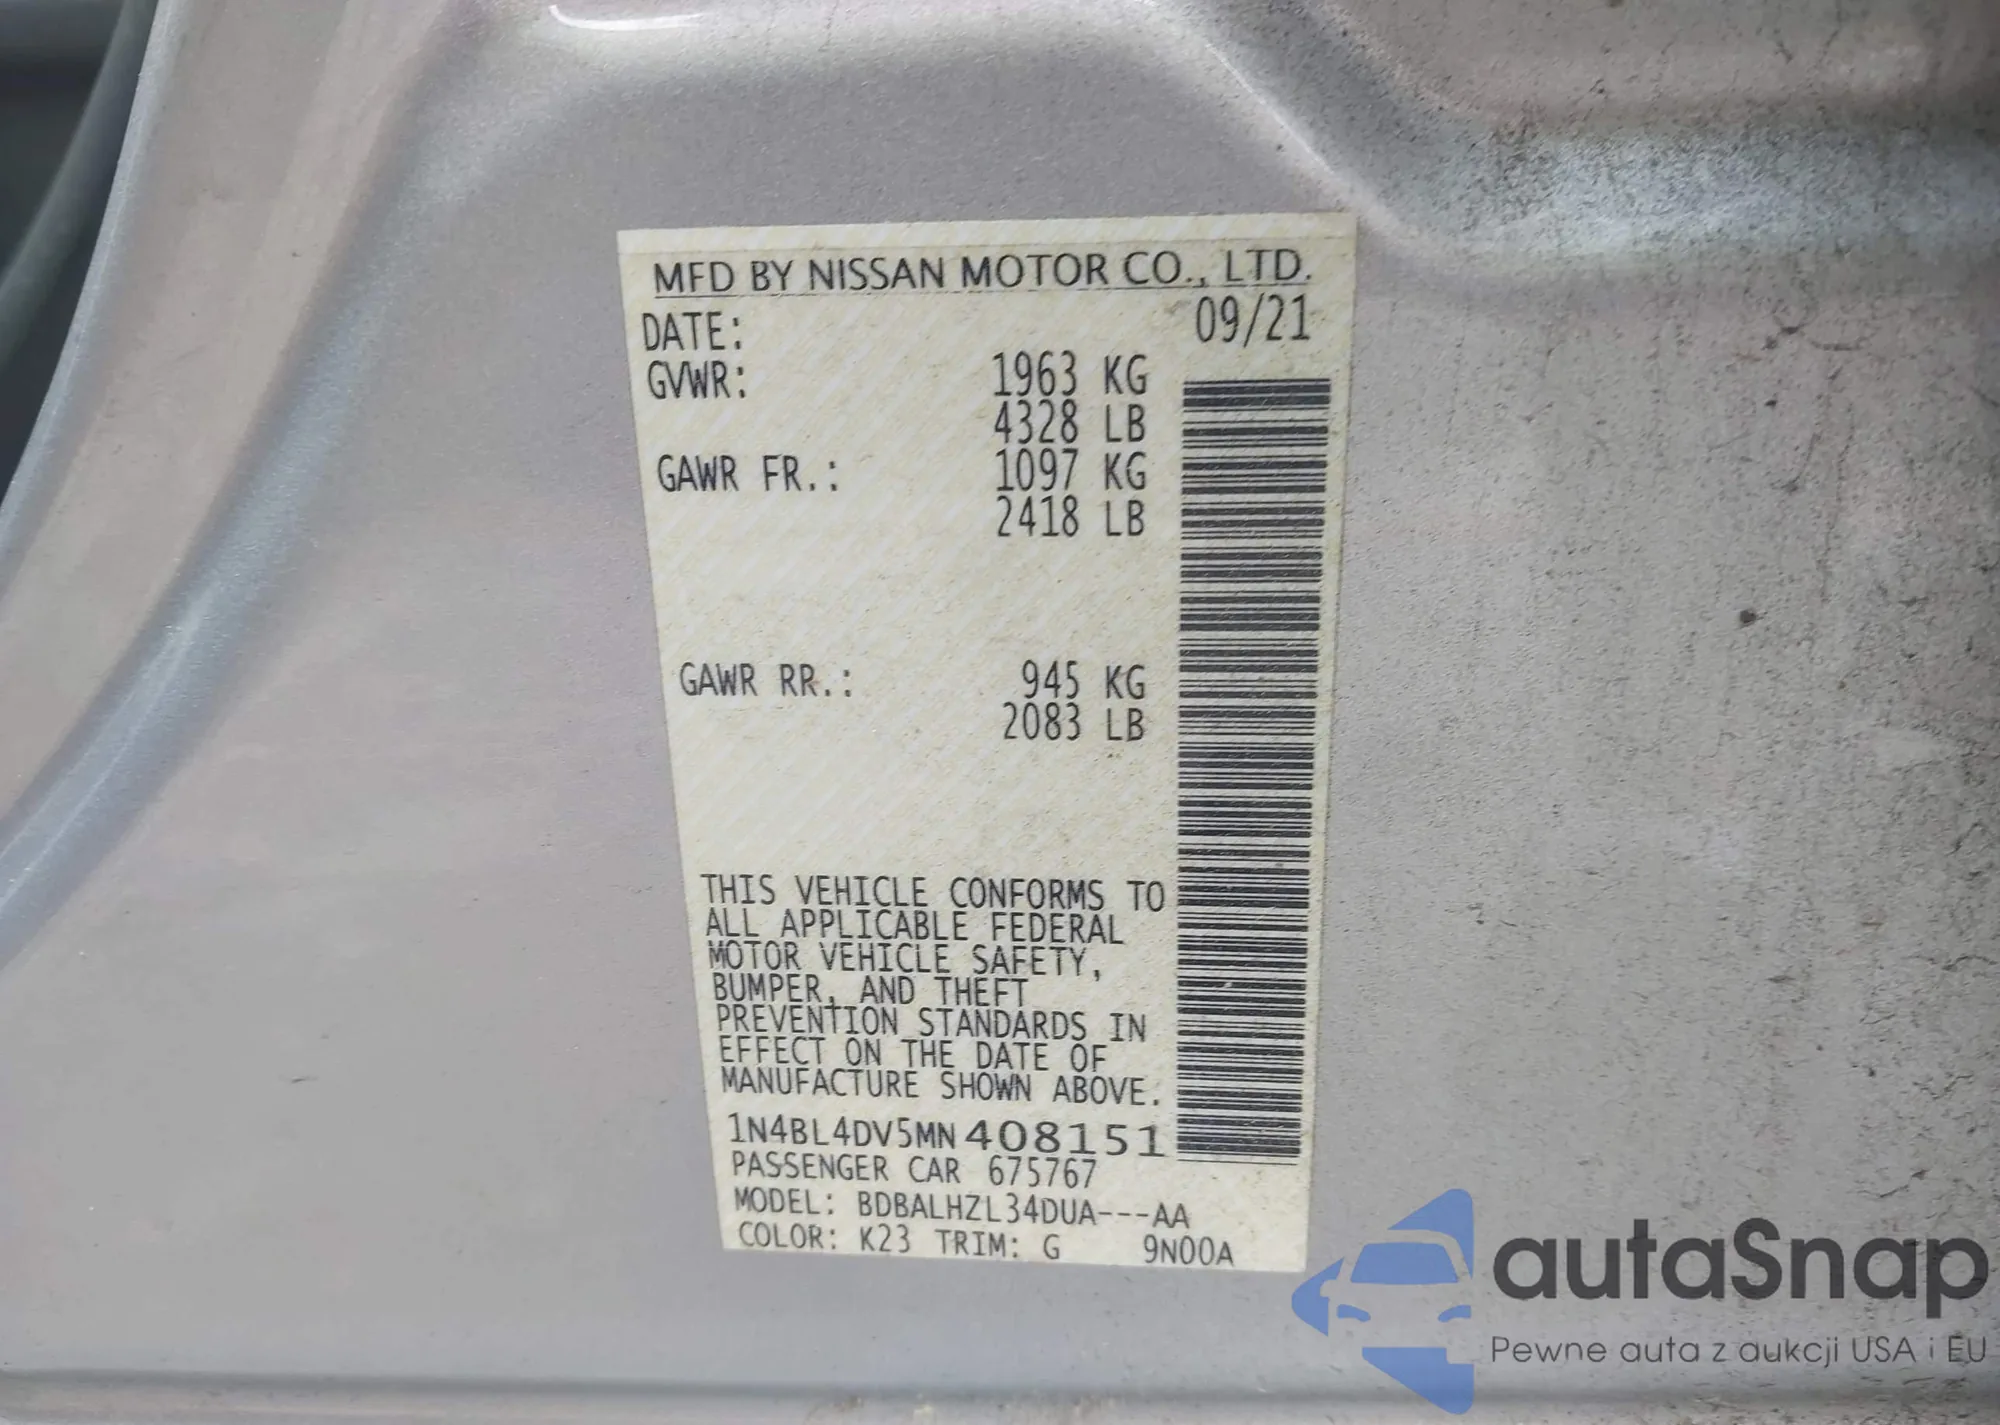 MFD BY NISSAN MOTOR CO., LTD.
DATE: 09/21
GVWR: 1963 KG
4328 LB
GAWR FR.: 1097 KG
2418 LB
GAWR RR.: 945 KG
2083 LB
THIS VEHICLE CONFORMS TO
ALL APPLICABLE FEDERAL
MOTOR VEHICLE SAFETY,
BUMPER, AND THEFT
PREVENTION STANDARDS IN
EFFECT ON THE DATE OF
MANUFACTURE SHOWN ABOVE.
1N4BL4DV5MN408151
PASSENGER CAR 675767
MODEL: BDBALHZL34DUA---AA
COLOR: K23 TRIM: G 9N00A
autaSnap
Pewne auta z aukcji USA i EU